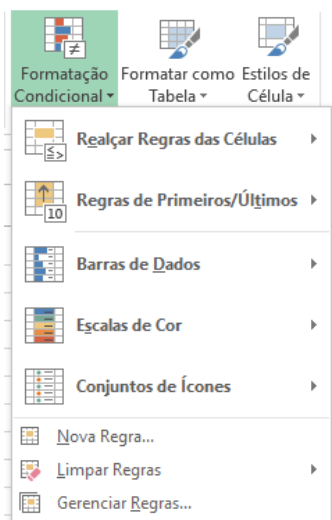 Formatação Condicional
Formatar como Tabela
Estilos de Célula
≠
Realçar Regras das Células
≤>
Regras de Primeiros/Últimos
10
Barras de Dados
Escalas de Cor
Conjuntos de Ícones
Nova Regra...
Limpar Regras
Gerenciar Regras...